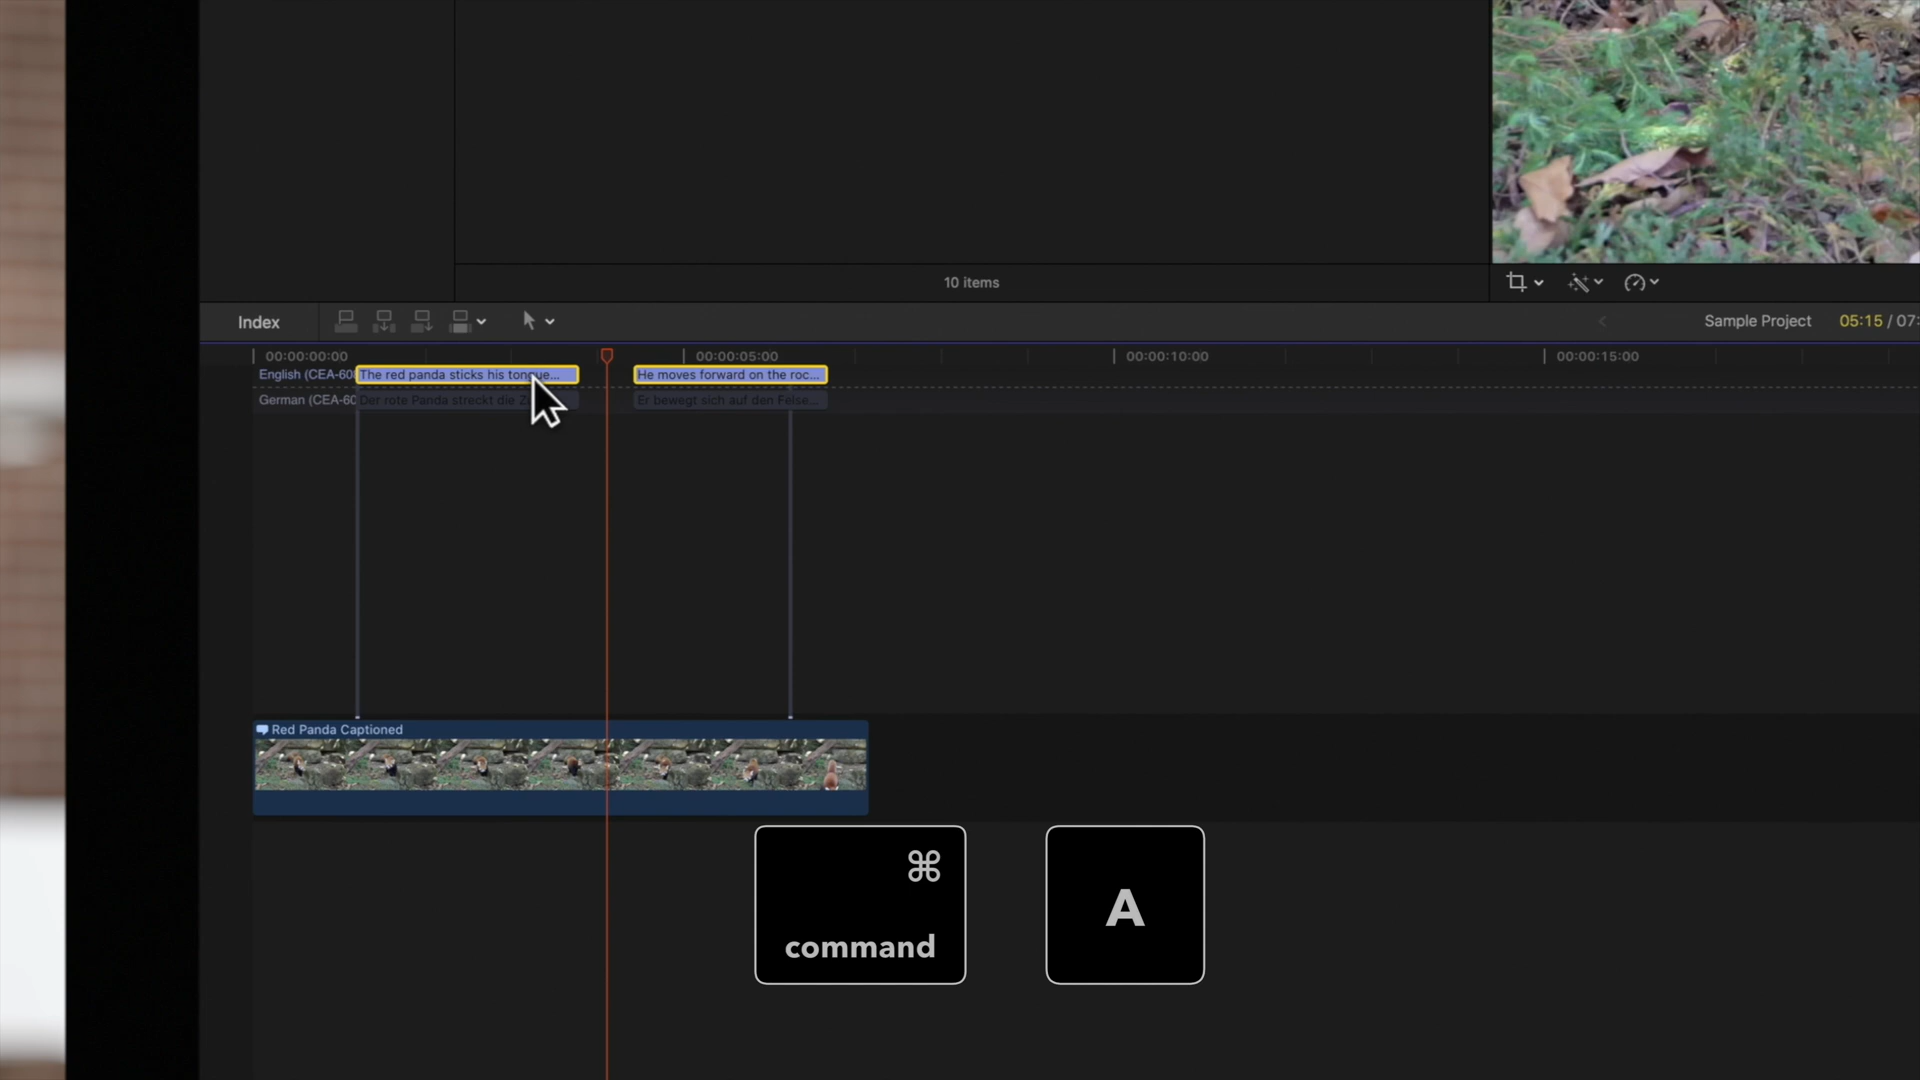 10 items
Index
Sample Project 05:15 / 07:
00:00:00:00 00:00:05:00 00:00:10:00 00:00:15:00
English (CEA-60 The red panda sticks his tongue... He moves forward on the roc...
German (CEA-60 Der rote Panda streckt die Er bewegt sich auf den Felse...
Red Panda Captioned
⌘
command
A